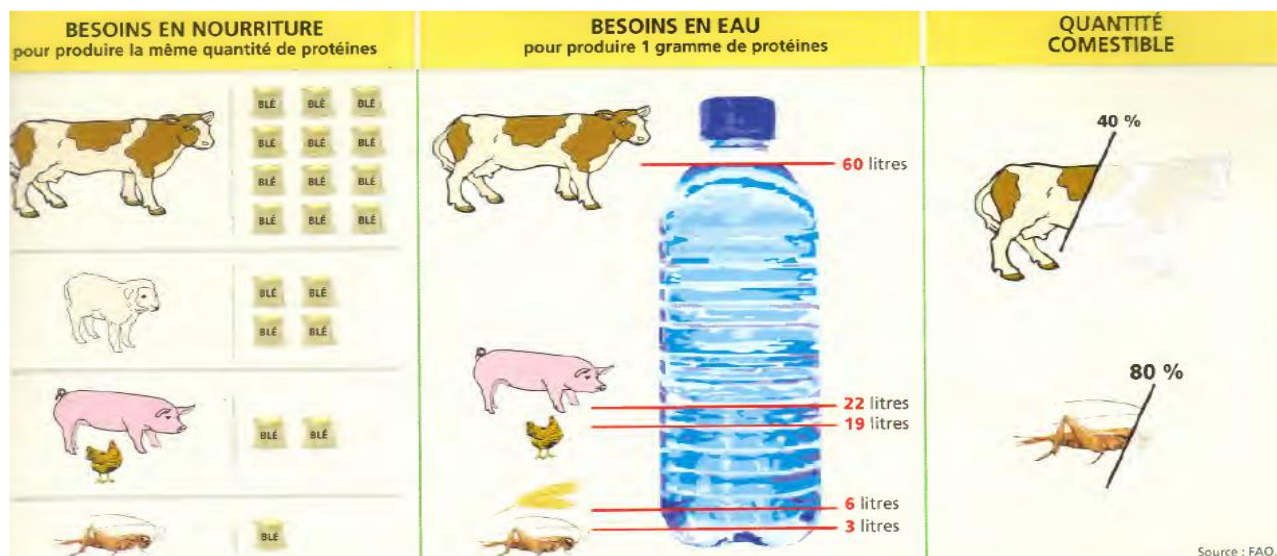 BESOINS EN NOURRITURE
pour produire la même quantité de protéines
BLÉ BLÉ BLÉ
BLÉ BLÉ BLÉ
BLÉ BLÉ BLÉ
BLÉ BLÉ BLÉ
BLÉ BLÉ
BLÉ BLÉ
BLÉ BLÉ
BLÉ
BESOINS EN EAU
pour produire 1 gramme de protéines
60 litres
22 litres
19 litres
6 litres
3 litres
QUANTITÉ
COMESTIBLE
40 %
80 %
Source : FAO.